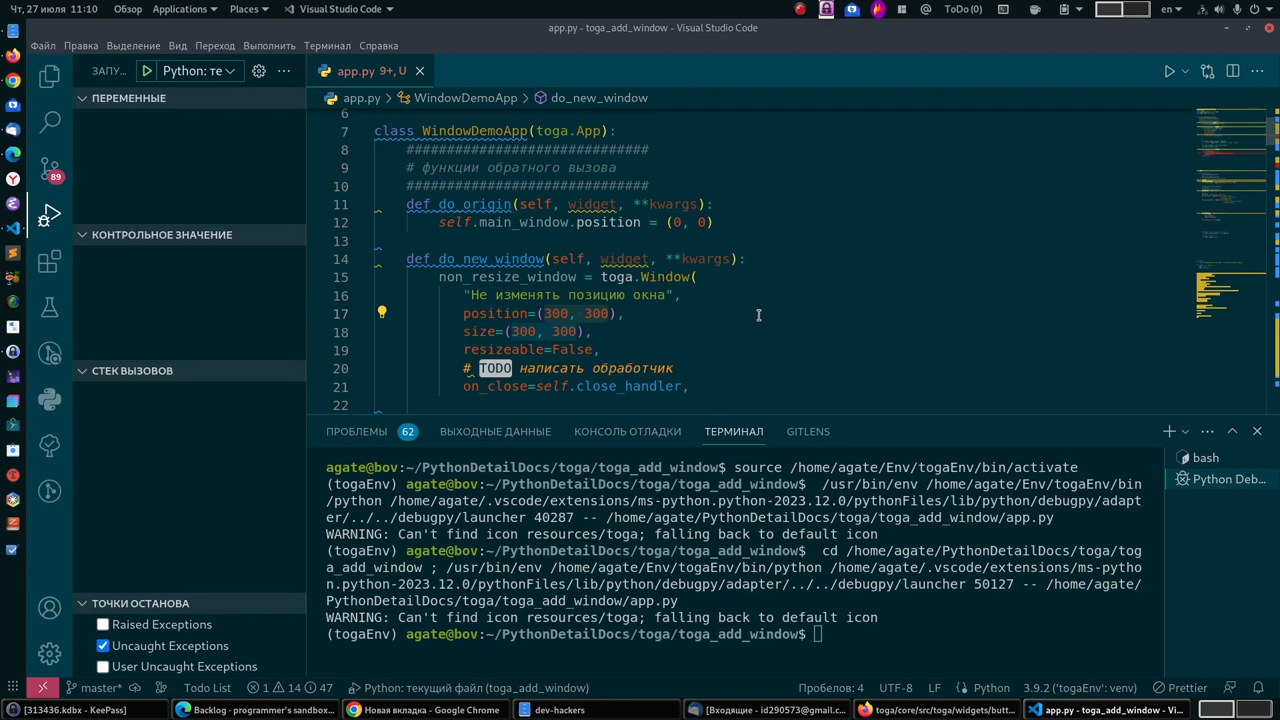 Чт, 27 июля 11:10 Обзор Applications Places Visual Studio Code ToDo(0) en
app.py - toga_add_window - Visual Studio Code
Файл Правка Выделение Вид Переход Выполнить Терминал Справка
ЗАПУ... Python: те app.py 9+, U
ПЕРЕМЕННЫЕ
КОНТРОЛЬНОЕ ЗНАЧЕНИЕ
СТЕК ВЫЗОВОВ
ТОЧКИ ОСТАНОВА
Raised Exceptions
Uncaught Exceptions
User Uncaught Exceptions
89
app.py > WindowDemoApp > do_new_window
6
7 class WindowDemoApp(toga.App):
8 #############################
9 # функции обратного вызова
10 #############################
11 def do_origin(self, widget, **kwargs):
12 self.main_window.position = (0, 0)
13
14 def do_new_window(self, widget, **kwargs):
15 non_resize_window = toga.Window(
16 "Не изменять позицию окна",
17 position=(300, 300),
18 size=(300, 300),
19 resizeable=False,
20 # TODO написать обработчик
21 on_close=self.close_handler,
22
ПРОБЛЕМЫ 62 ВЫХОДНЫЕ ДАННЫЕ КОНСОЛЬ ОТЛАДКИ ТЕРМИНАЛ GITLENS
agate@bov:~/PythonDetailDocs/toga/toga_add_window$ source /home/agate/Env/togaEnv/bin/activate
(togaEnv) agate@bov:~/PythonDetailDocs/toga/toga_add_window$ /usr/bin/env /home/agate/Env/togaEnv/bin
/python /home/agate/.vscode/extensions/ms-python.python-2023.12.0/pythonFiles/lib/python/debugpy/adapt
er/../../debugpy/launcher 40287 -- /home/agate/PythonDetailDocs/toga/toga_add_window/app.py
WARNING: Can't find icon resources/toga; falling back to default icon
(togaEnv) agate@bov:~/PythonDetailDocs/toga/toga_add_window$ cd /home/agate/PythonDetailDocs/toga/tog
a_add_window ; /usr/bin/env /home/agate/Env/togaEnv/bin/python /home/agate/.vscode/extensions/ms-pytho
n.python-2023.12.0/pythonFiles/lib/python/debugpy/adapter/../../debugpy/launcher 50127 -- /home/agate/
PythonDetailDocs/toga/toga_add_window/app.py
WARNING: Can't find icon resources/toga; falling back to default icon
(togaEnv) agate@bov:~/PythonDetailDocs/toga/toga_add_window$
bash
Python Deb...
master* Todo List 1 14 47 Python: текущий файл (toga_add_window) Пробелов: 4 UTF-8 LF Python 3.9.2 ('togaEnv': venv) Prettier
[313436.kdbx - KeePass] Backlog - programmer's sandbox... Новая вкладка - Google Chrome dev-hackers [Входящие - id290573@gmail.c... toga/core/src/toga/widgets/butt... app.py - toga_add_window - Vi...